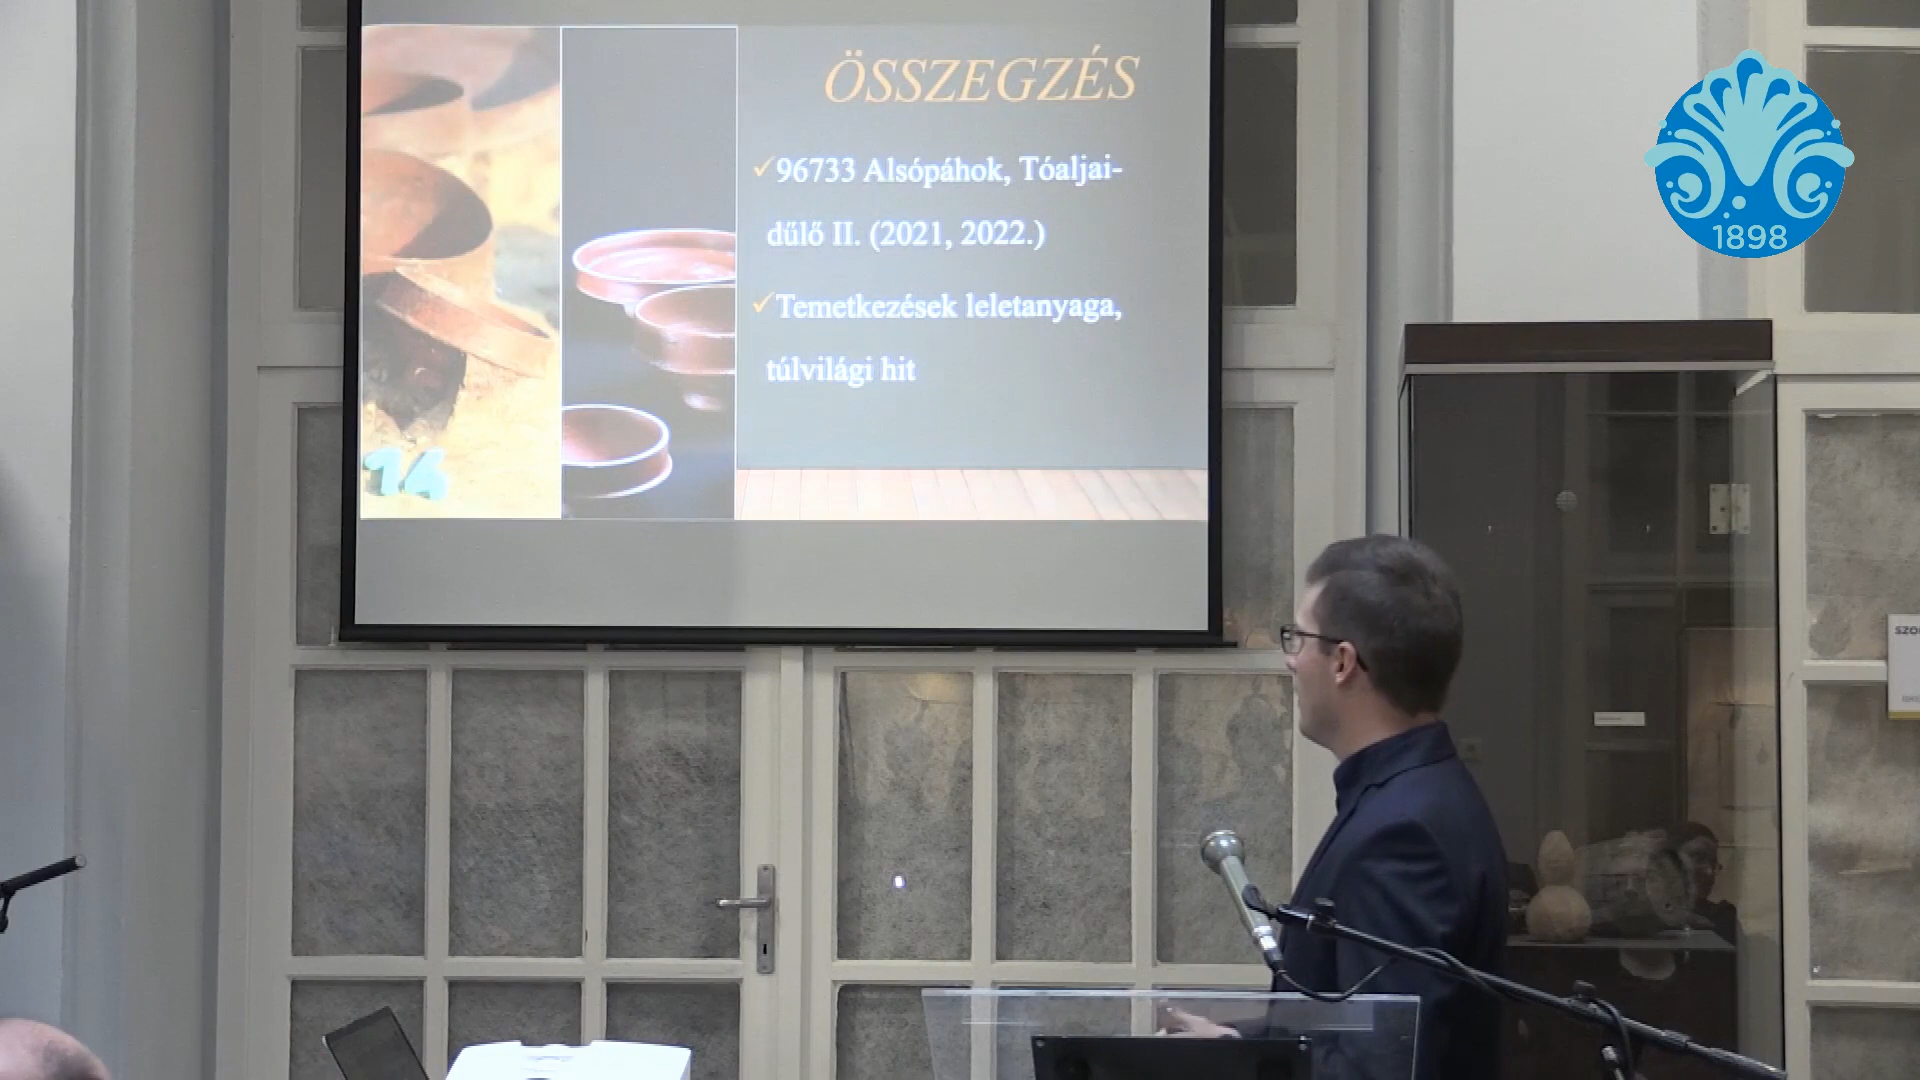 ÖSSZEGZÉS
✓96733 Alsópáhok, Tóaljai-
dűlő II. (2021, 2022.)
✓Temetkezések leletanyaga,
túlvilági hit
14
1898